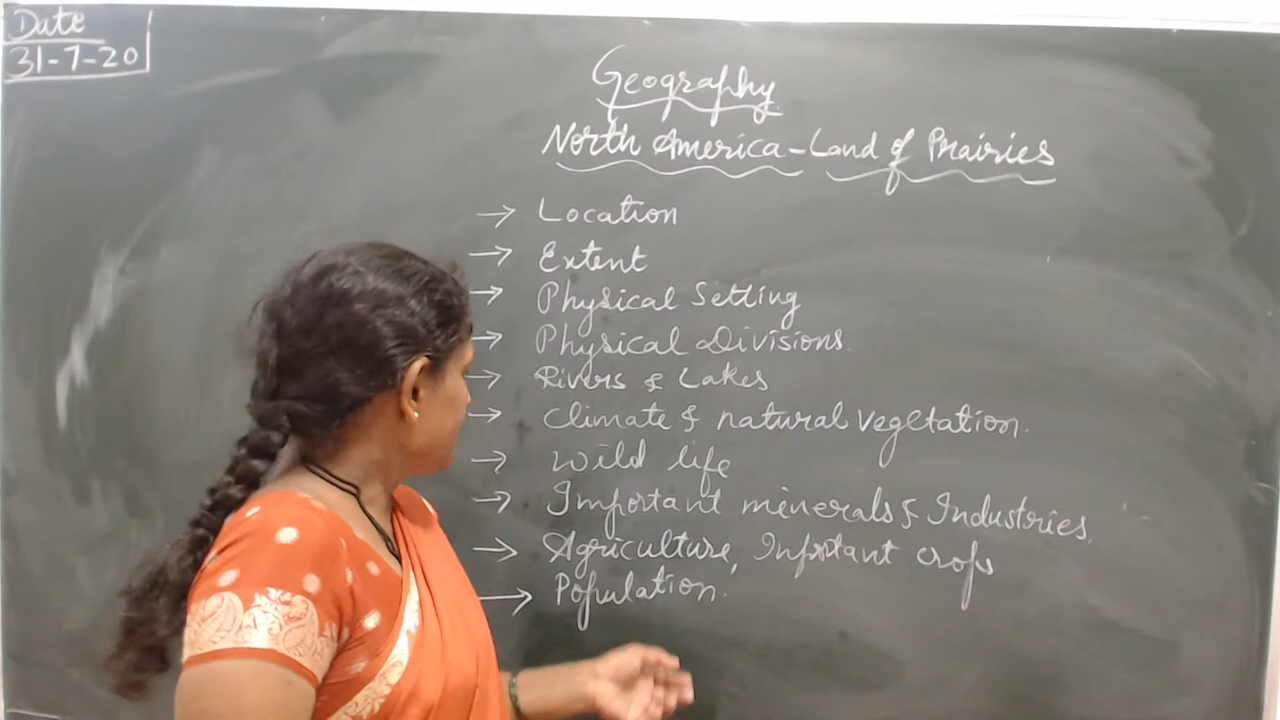 Date
31-7-20
Geography
North America-Land of Prairies
→ Location
→ Extent
→ Physical Setting
→ Physical Divisions.
→ Rivers & Lakes
→ Climate & natural vegetation.
→ Wild life
→ Important minerals & Industries.
→ Agriculture, Important crops
→ Population.